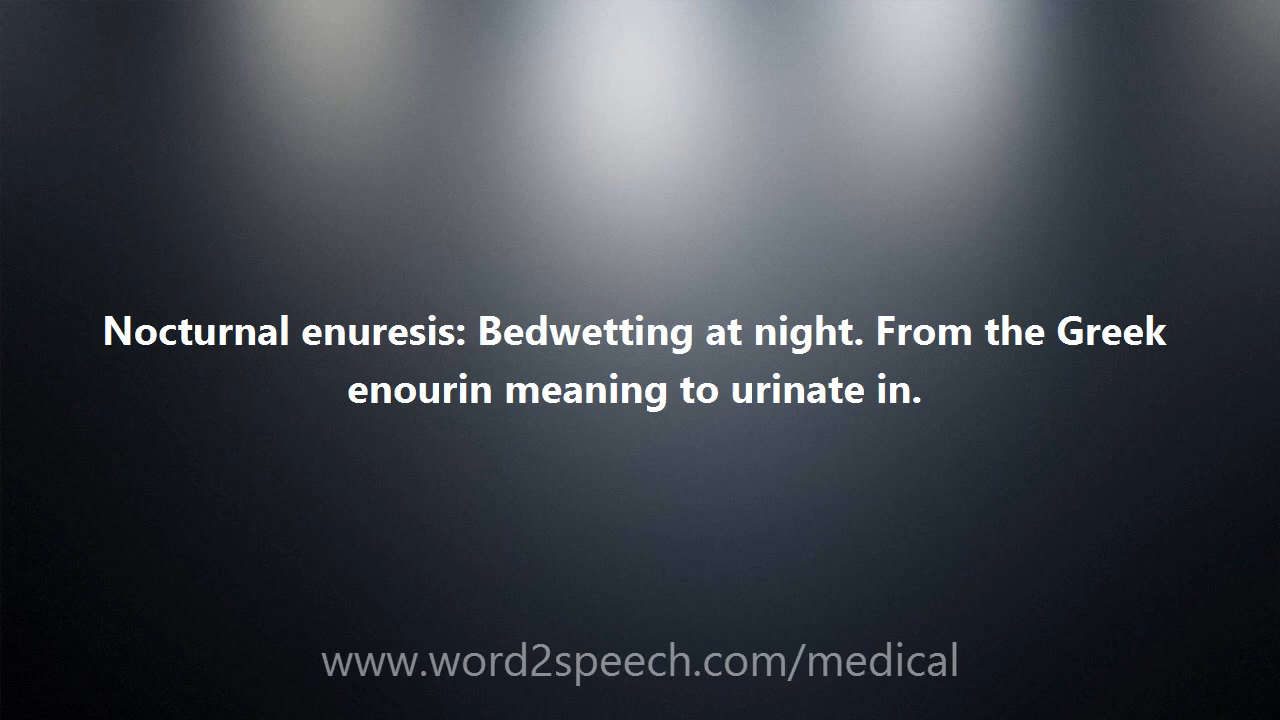 Nocturnal enuresis: Bedwetting at night. From the Greek
enourin meaning to urinate in.
www.word2speech.com/medical